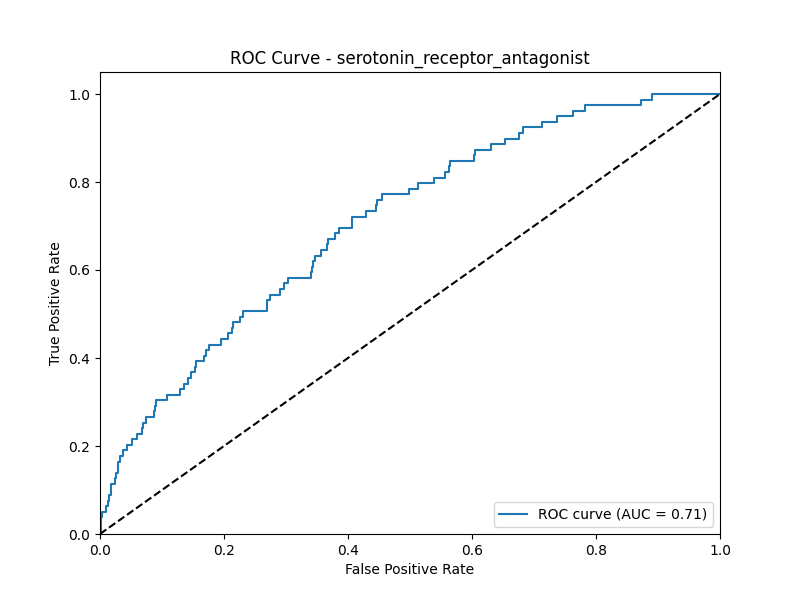 ROC Curve - serotonin_receptor_antagonist
True Positive Rate
1.0
0.8
0.6
0.4
0.2
0.0
ROC curve (AUC = 0.71)
0.0 0.2 0.4 0.6 0.8 1.0
False Positive Rate